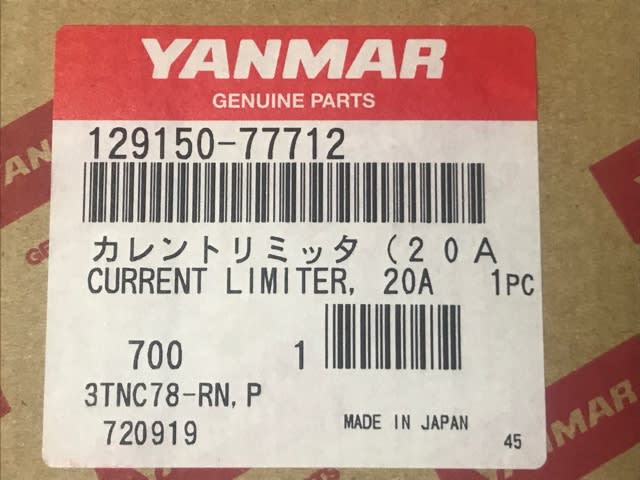 YANMAR
GENUINE PARTS
129150-77712
カレントリミッタ(20A
CURRENT LIMITER, 20A 1PC
700 1
3TNC78-RN,P
720919
MADE IN JAPAN
45
YANMAR